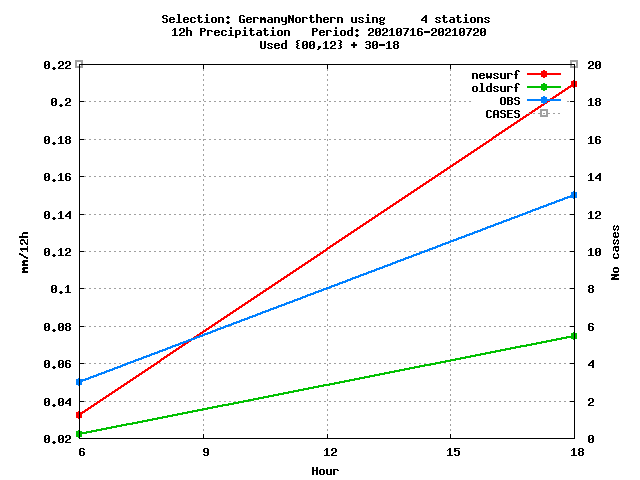 Selection: GermanyNorthern using     4 stations
12h Precipitation   Period: 20210716-20210720
Used {00,12} + 30-18
0.22
0.2
0.18
0.16
0.14
0.12
0.1
0.08
0.06
0.04
0.02
mm/12h
newsurf
oldsurf
OBS
CASES
20
18
16
14
12
10
8
6
4
2
0
No cases
6 9 12 15 18
Hour